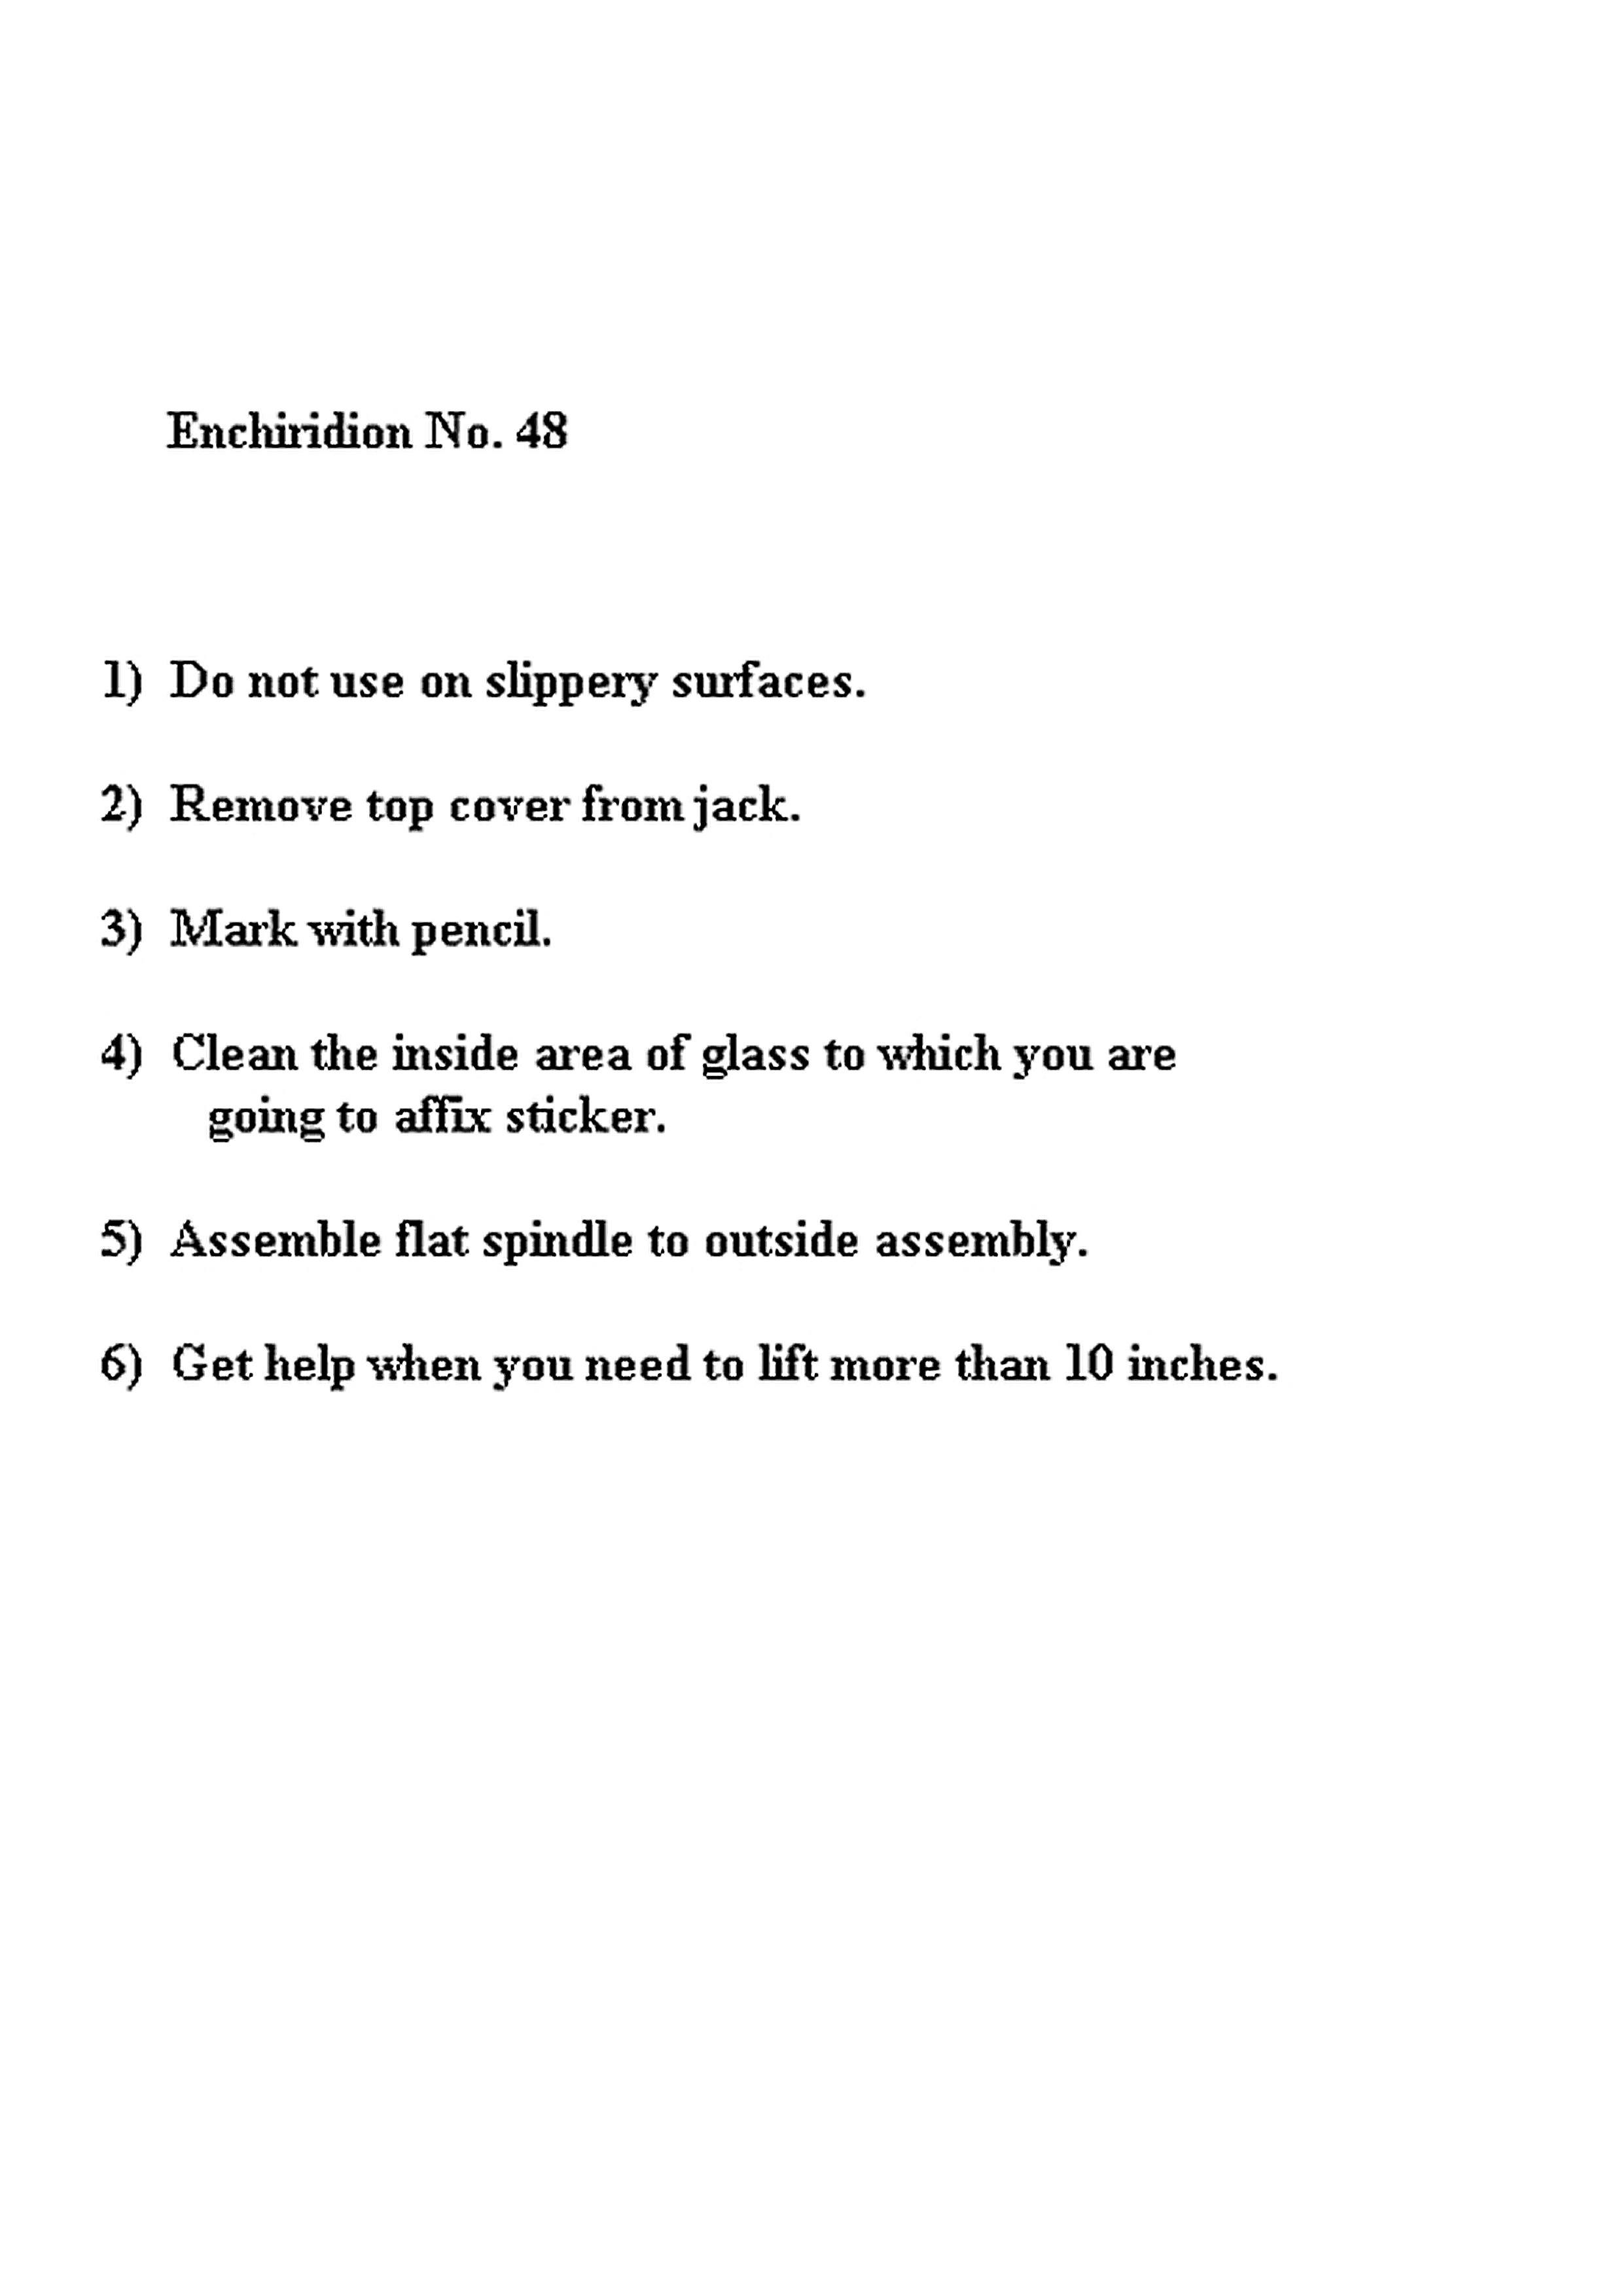 Enchiridion No. 48
1) Do not use on slippery surfaces.
2) Remove top cover from jack.
3) Mark with pencil.
4) Clean the inside area of glass to which you are
going to affix sticker.
5) Assemble flat spindle to outside assembly.
6) Get help when you need to lift more than 10 inches.